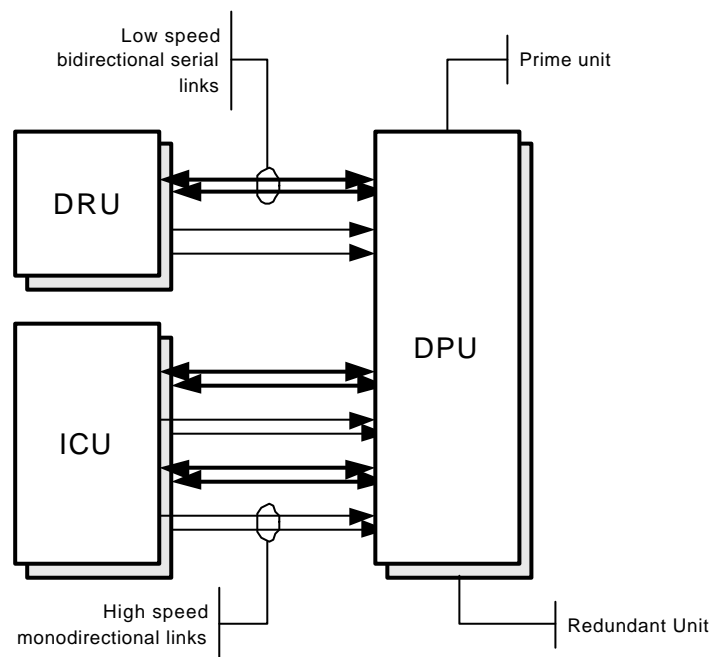 Low speed
bidirectional serial
links
Prime unit
DRU
DPU
ICU
High speed
monodirectional links
Redundant Unit